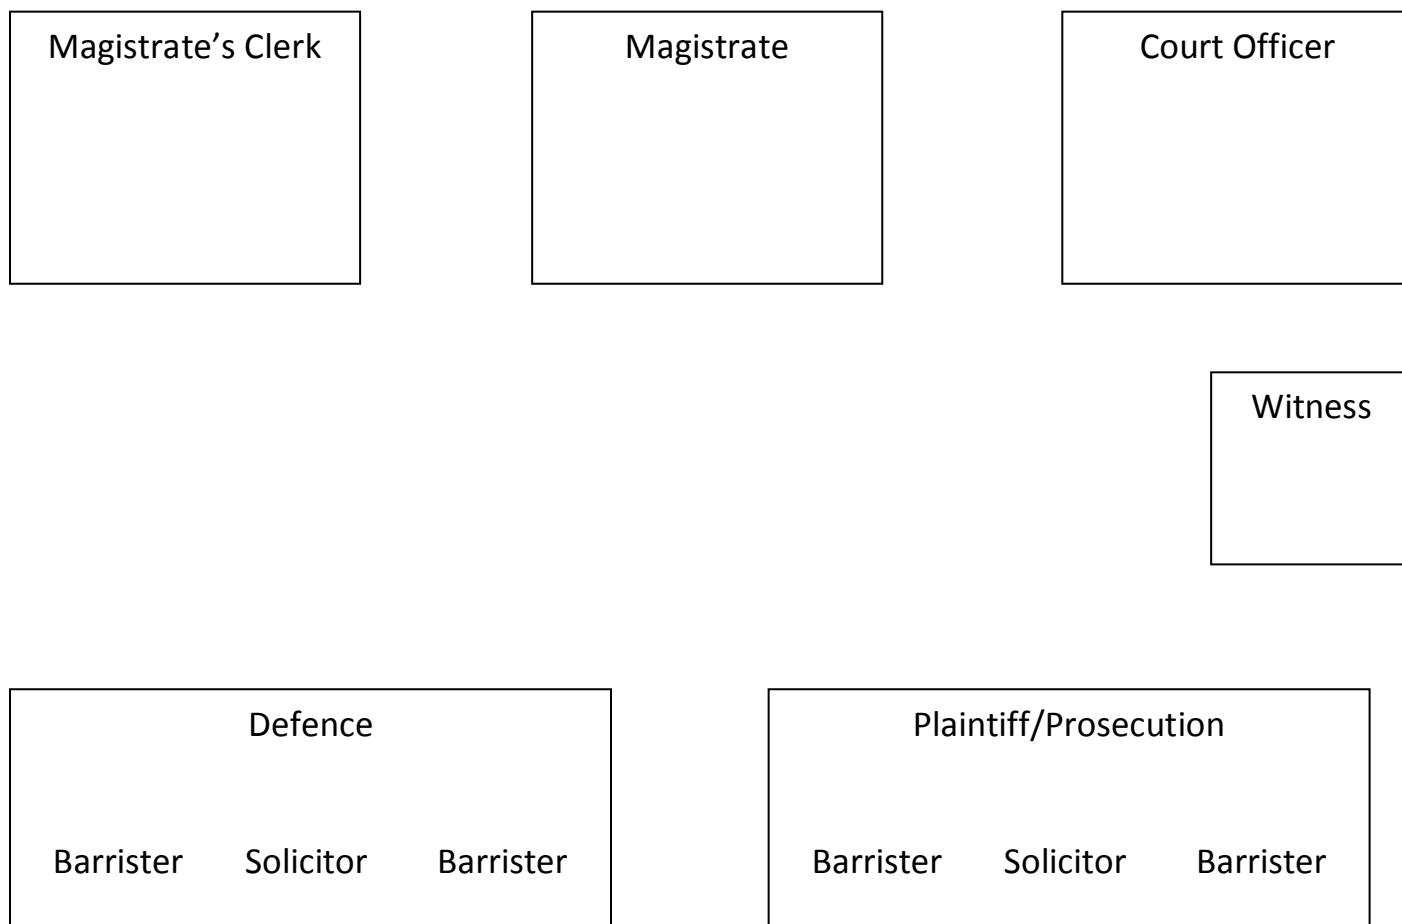 Magistrate’s Clerk
Magistrate
Court Officer
Witness
Defence
Plaintiff/Prosecution
Barrister Solicitor Barrister
Barrister Solicitor Barrister